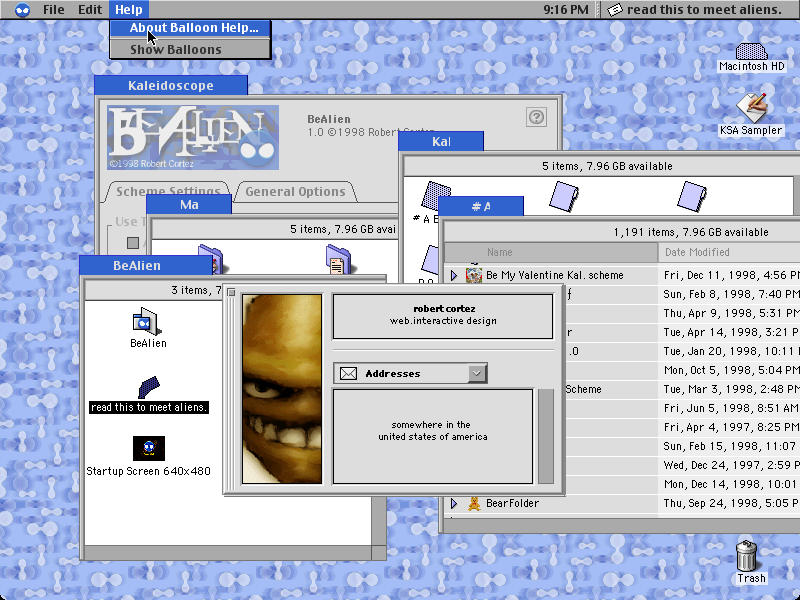 File Edit Help
9:16 PM
read this to meet aliens.
About Balloon Help...
Show Balloons
Macintosh HD
KSA Sampler
Kaleidoscope
BeAlien
©1998 Robert Cortez
BeAlien
1.0 ©1998 Robert Cortez
Scheme Settings
General Options
Use T
Kal
5 items, 7.96 GB available
# A
Ma
5 items, 7.96 GB avai
# A
1,191 items, 7.96 GB available
Name Date Modified
Be My Valentine Kal. scheme Fri, Dec 11, 1998, 4:56 PM
Sun, Feb 8, 1998, 7:40 PM
Thu, Apr 9, 1998, 5:31 PM
r Tue, Apr 14, 1998, 3:21 P
.0 Tue, Jan 20, 1998, 10:11
Mon, Oct 5, 1998, 5:04 PM
Scheme Tue, Mar 3, 1998, 2:48 PM
Fri, Jun 5, 1998, 8:51 AM
Fri, Apr 4, 1997, 8:25 PM
Sun, Feb 15, 1998, 11:07
Wed, Dec 24, 1997, 2:59 P
Mon, Dec 14, 1998, 10:01
BearFolder Thu, Sep 24, 1998, 5:05 P
BeAlien
3 items, 7
BeAlien
read this to meet aliens.
Startup Screen 640x480
robert cortez
web.interactive design
Addresses
somewhere in the
united states of america
Trash